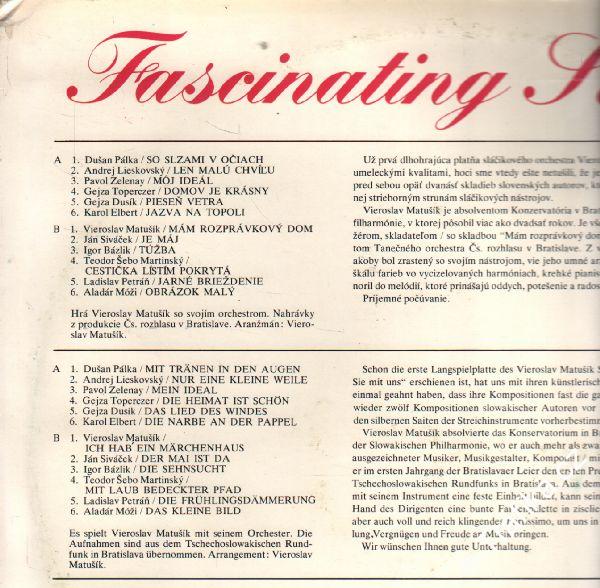 Fascinating
A 1. Dušan Pálka / SO SLZAMI V OČIACH
2. Andrej Lieskovský / LEN MALÚ CHVÍĽU
3. Pavol Zelenay / MÔJ IDEÁL
4. Gejza Toperczer / DOMOV JE KRÁSNY
5. Gejza Dusík / PIESEŇ VETRA
6. Karol Elbert / JAZVA NA TOPOLI
B 1. Vieroslav Matušík / MÁM ROZPRÁVKOVÝ DOM
2. Ján Siváček / JE MÁJ
3. Igor Bázlik / TÚŽBA
4. Teodor Šebo Martinský /
CESTIČKA LÍSTÍM POKRYTÁ
5. Ladislav Petráň / JARNÉ BRIEŽDENIE
6. Aladár Móži / OBRÁZOK MALÝ
Hrá Vieroslav Matušík so svojím orchestrom. Nahrávky
z produkcie Čs. rozhlasu v Bratislave. Aranžmán: Viero-
slav Matušík.
Už prvá dlhohrajúca platňa sláčikového orchestra
umeleckými kvalitami, hoci sme vtedy ešte netušili, že
pred sebou opäť dvanásť skladieb slovenských autorov,
nej striebornym strunám sláčikových nástrojov.
Vieroslav Matušík je absolventom Konzervatória v
filharmónie, v ktorej pôsobil viac ako dvadsať rokov. Je
žérom, skladateľom / so skladbou "Mám rozprávkový
tom Tanečného orchestra Čs. rozhlasu v Bratislave. Z
akoby bol zrastený so svojím nástrojom, vie jeho umné
škálu farieb vo vycizelovaných harmóniach, krehké
noril do melódií, ktoré prinášajú oddych, potešenie a
Príjemné počúvanie.
A 1. Dušan Pálka / MIT TRÄNEN IN DEN AUGEN
2. Andrej Lieskovský / NUR EINE KLEINE WEILE
3. Pavol Zelenay / MEIN IDEAL
4. Gejza Toperczer / DIE HEIMAT IST SCHÖN
5. Gejza Dusík / DAS LIED DES WINDES
6. Karol Elbert / DIE NARBE AN DER PAPPEL
B 1. Vieroslav Matušík /
ICH HAB EIN MÄRCHENHAUS
2. Ján Siváček / DER MAI IST DA
3. Igor Bázlik / DIE SEHNSUCHT
4. Teodor Šebo Martinský /
MIT LAUB BEDECKTER PFAD
5. Ladislav Petráň / DIE FRÜHLINGSDÄMMERUNG
6. Aladár Móži / DAS KLEINE BILD
Es spielt Vieroslav Matušík mit seinem Orchester. Die
Aufnahmen sind aus dem Tschechoslowakischen Rund-
funk in Bratislava übernommen. Arrangement: Vieroslav
Matušík.
Schon die erste Langspielplatte des Vieroslav Matušík
Sie mit uns“ erschienen ist, hat uns mit ihren
einmal geahnt haben, dass ihre Kompositionen fast die
wieder zwölf Kompositionen slowakischer Autoren vor
den silbernen Saiten der Streichinstrumente
Vieroslav Matušík absolvierte das Konservatorium in
der Slowakischen Philharmonie, wo er auch mehr als
ausgezeichneter Musiker, Musikgestalter, Komponist / mit
er im ersten Jahrgang der Bratislavaer Leier den ersten
Tschechoslowakischen Rundfunks in Bratislava. Aus dem
mit seinem Instrument eine feste Einheit bildet, kann
Hand des Dirigenten eine bunte Farbenpalette in
aber auch voll und reich klingender um uns in
lung, Vergnügen und Freude an Musik bringen.
Wir wünschen Ihnen gute Unterhaltung.